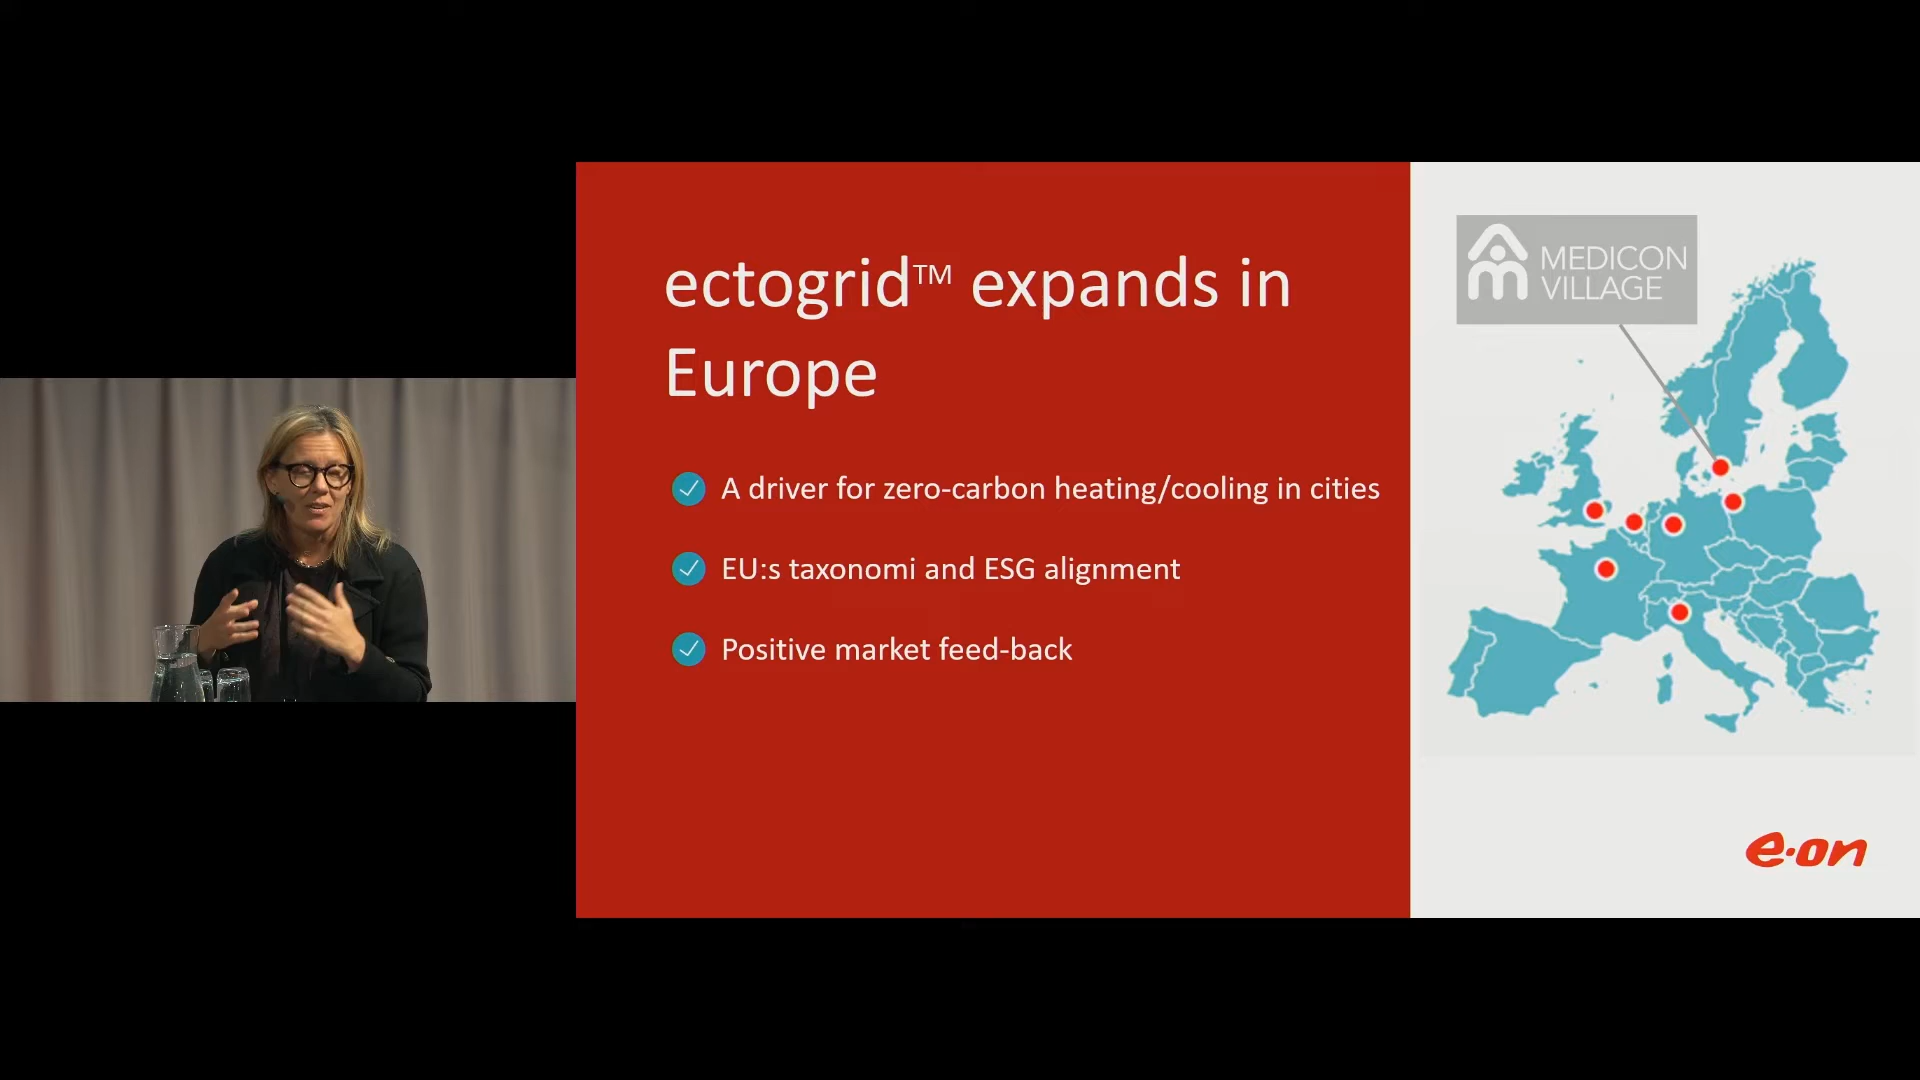 ectogrid™ expands in
Europe
A driver for zero-carbon heating/cooling in cities
EU:s taxonomi and ESG alignment
Positive market feed-back
MEDICON
VILLAGE
e·on